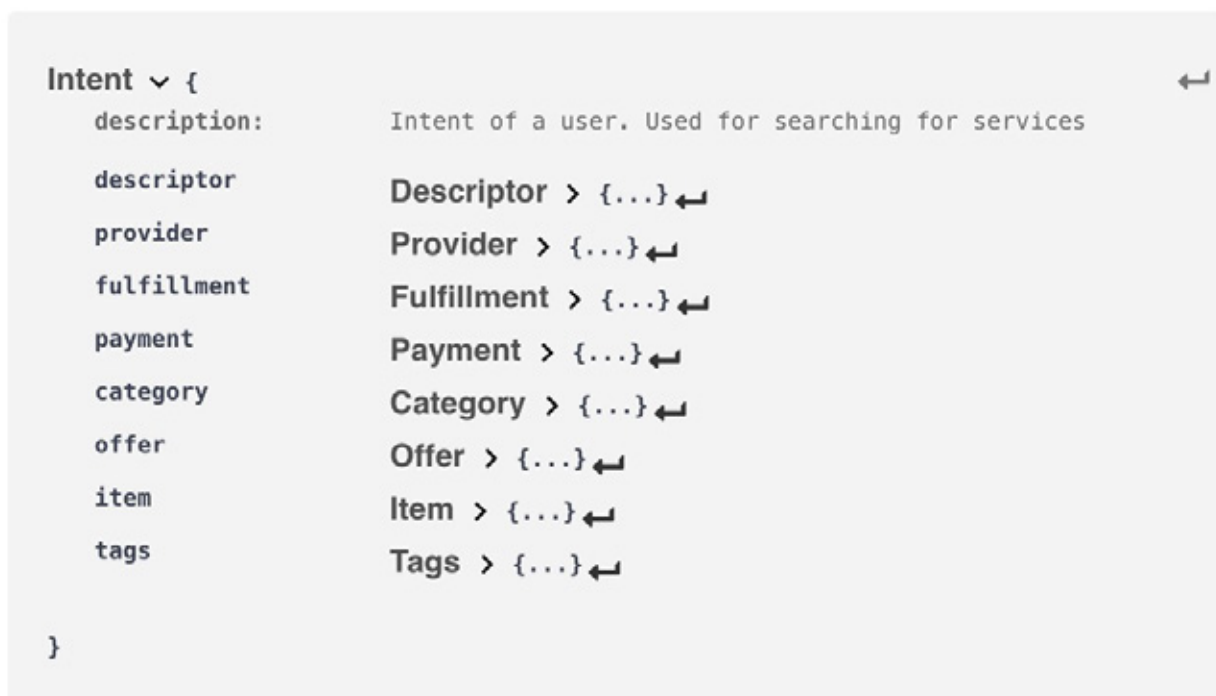 Intent {
description: Intent of a user. Used for searching for services
descriptor Descriptor > {...}
provider Provider > {...}
fulfillment Fulfillment > {...}
payment Payment > {...}
category Category > {...}
offer Offer > {...}
item Item > {...}
tags Tags > {...}
}